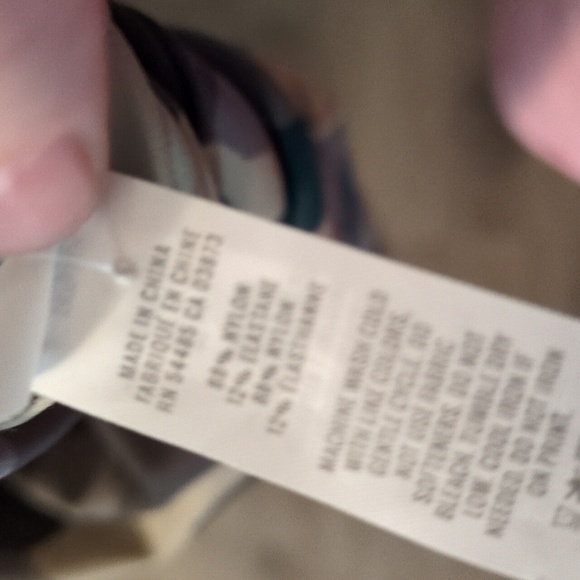 MADE IN CHINA
FABRIQUÉ EN CHINE
RN 54485 CA 03873
88% NYLON
12% ELASTANE
88% NYLON
12% ELASTHANNE
MACHINE WASH COLD
WITH LIKE COLORS,
GENTLE CYCLE. DO
NOT USE FABRIC
SOFTENERS. DO NOT
BLEACH. TUMBLE DRY
LOW. COOL IRON IF
NEEDED. DO NOT IRON
ON PRINT.